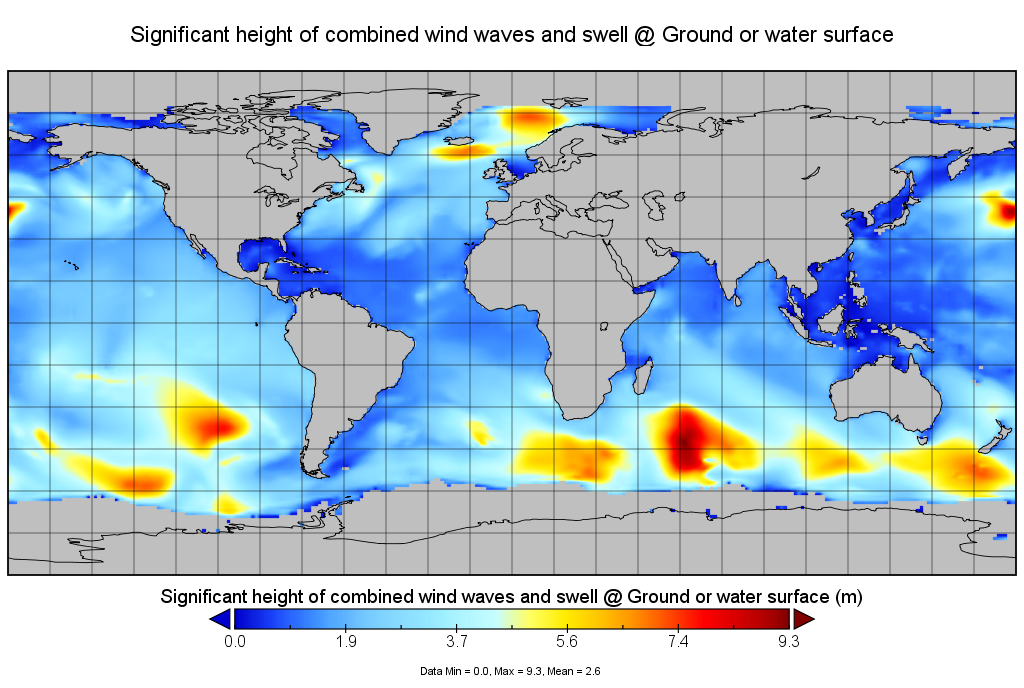 Significant height of combined wind waves and swell @ Ground or water surface
Significant height of combined wind waves and swell @ Ground or water surface (m)
0.0 1.9 3.7 5.6 7.4 9.3
Data Min = 0.0, Max = 9.3, Mean = 2.6